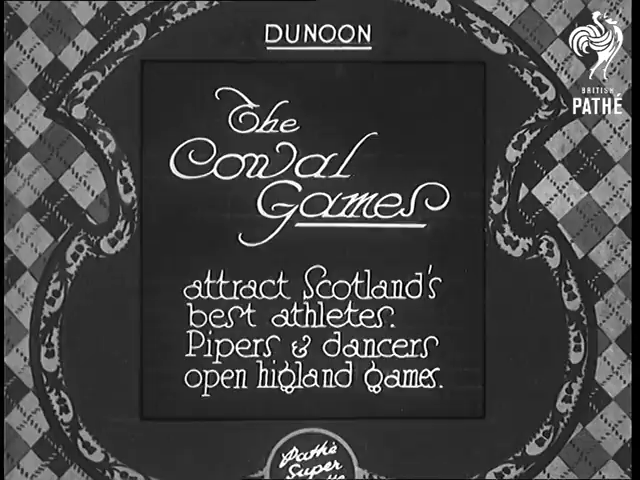 DUNOON
BRITISH
PATHÉ
The
Cowal
Games
attract Scotland's
best athletes.
Pipers & dancers
open higland games.
Pathé
Super